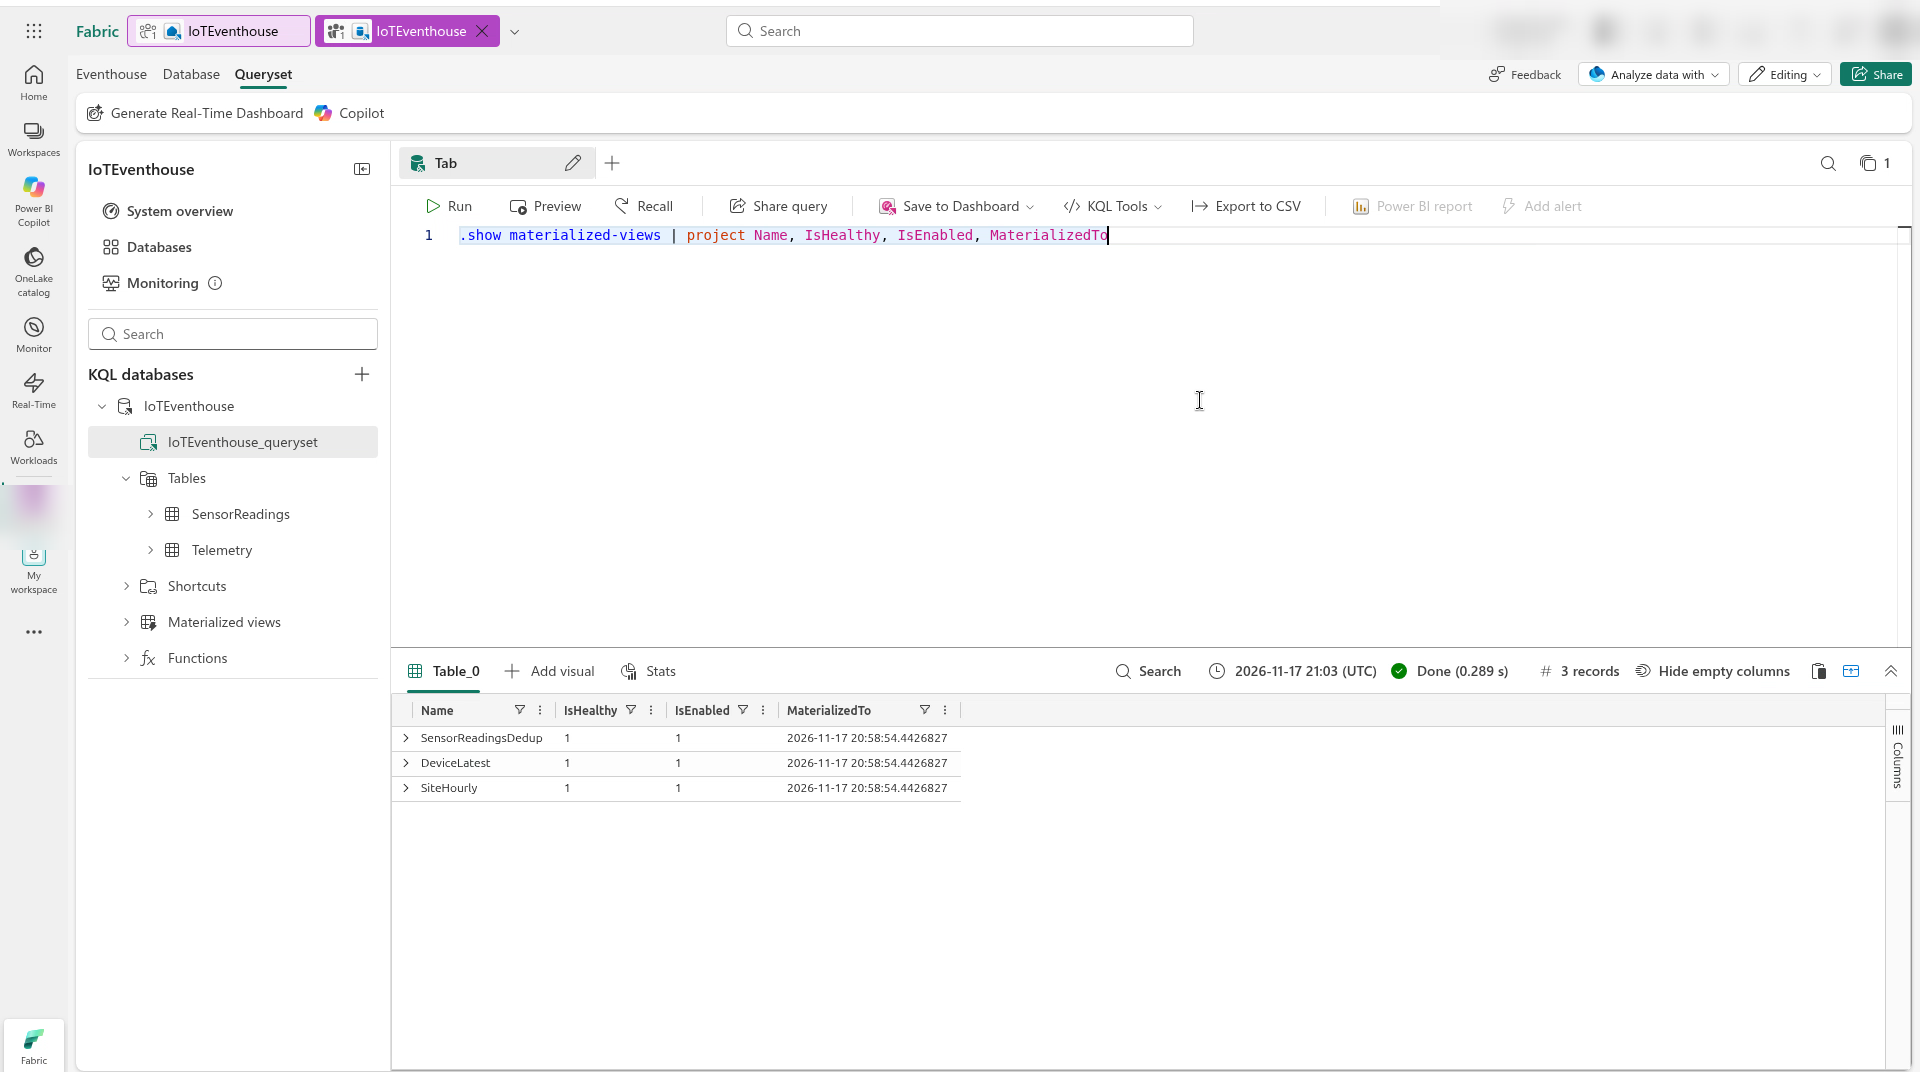 Fabric
IoTEventhouse
IoTEventhouse
Search
Eventhouse
Database
Queryset
Feedback
Analyze data with
Editing
Share
Generate Real-Time Dashboard
Copilot
Home
Workspaces
Power BI
Copilot
OneLake
catalog
Monitor
Real-Time
Workloads
My
workspace
Fabric
IoTEventhouse
System overview
Databases
Monitoring
Search
KQL databases
IoTEventhouse
IoTEventhouse_queryset
Tables
SensorReadings
Telemetry
Shortcuts
Materialized views
Functions
Tab
1
Run
Preview
Recall
Share query
Save to Dashboard
KQL Tools
Export to CSV
Power BI report
Add alert
1 .show materialized-views | project Name, IsHealthy, IsEnabled, MaterializedTo
Table_0
Add visual
Stats
Search
2026-11-17 21:03 (UTC)
Done (0.289 s)
3 records
Hide empty columns
Name IsHealthy IsEnabled MaterializedTo
SensorReadingsDedup 1 1 2026-11-17 20:58:54.4426827
DeviceLatest 1 1 2026-11-17 20:58:54.4426827
SiteHourly 1 1 2026-11-17 20:58:54.4426827
Columns